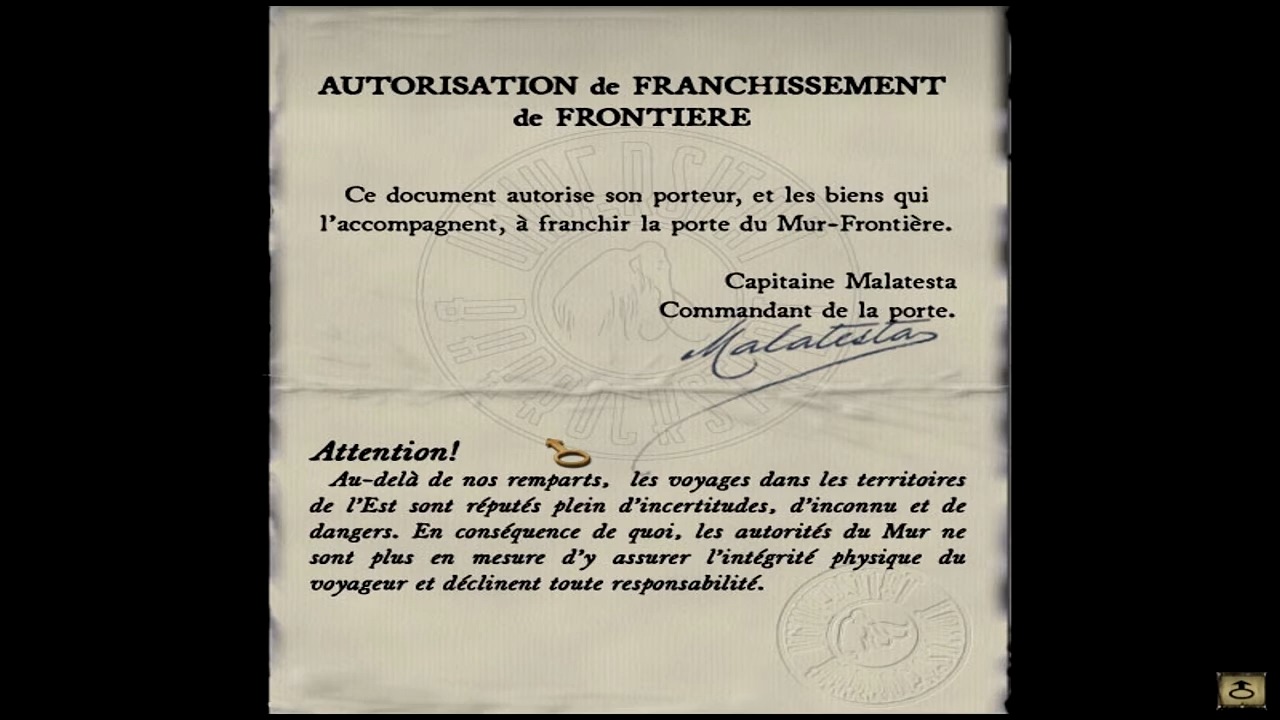 AUTORISATION de FRANCHISSEMENT
de FRONTIERE
Ce document autorise son porteur, et les biens qui
l'accompagnent, à franchir la porte du Mur-Frontière.
Capitaine Malatesta
Commandant de la porte.
Malatesta
Attention!
Au-delà de nos remparts, les voyages dans les territoires
de l'Est sont réputés plein d'incertitudes, d'inconnu et de
dangers. En conséquence de quoi, les autorités du Mur ne
sont plus en mesure d'y assurer l'intégrité physique du
voyageur et déclinent toute responsabilité.